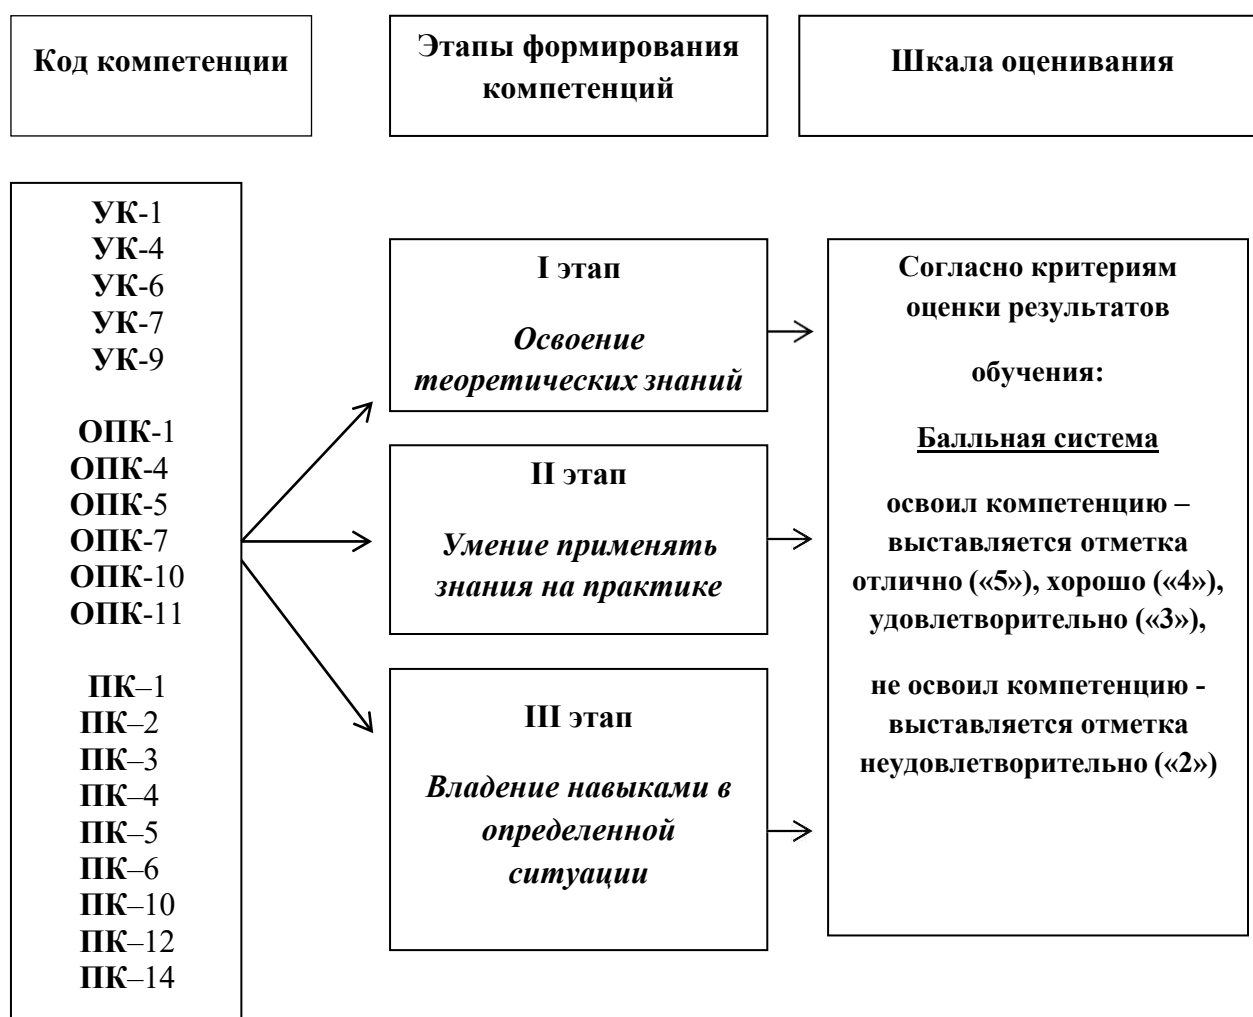 Код компетенции
Этапы формирования
компетенций
Шкала оценивания
УК-1
УК-4
УК-6
УК-7
УК-9
ОПК-1
ОПК-4
ОПК-5
ОПК-7
ОПК-10
ОПК-11
ПК–1
ПК–2
ПК–3
ПК–4
ПК–5
ПК–6
ПК–10
ПК–12
ПК–14
I этап
Освоение
теоретических знаний
II этап
Умение применять
знания на практике
III этап
Владение навыками в
определенной
ситуации
Согласно критериям
оценки результатов
обучения:
Балльная система
освоил компетенцию –
выставляется отметка
отлично («5»), хорошо («4»),
удовлетворительно («3»),
не освоил компетенцию -
выставляется отметка
неудовлетворительно («2»)